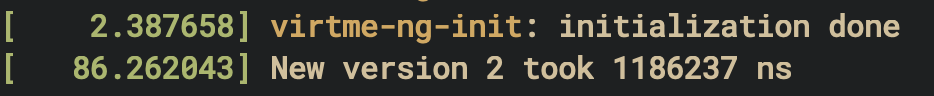 [    2.387658] virtme-ng-init: initialization done
[   86.262043] New version 2 took 1186237 ns